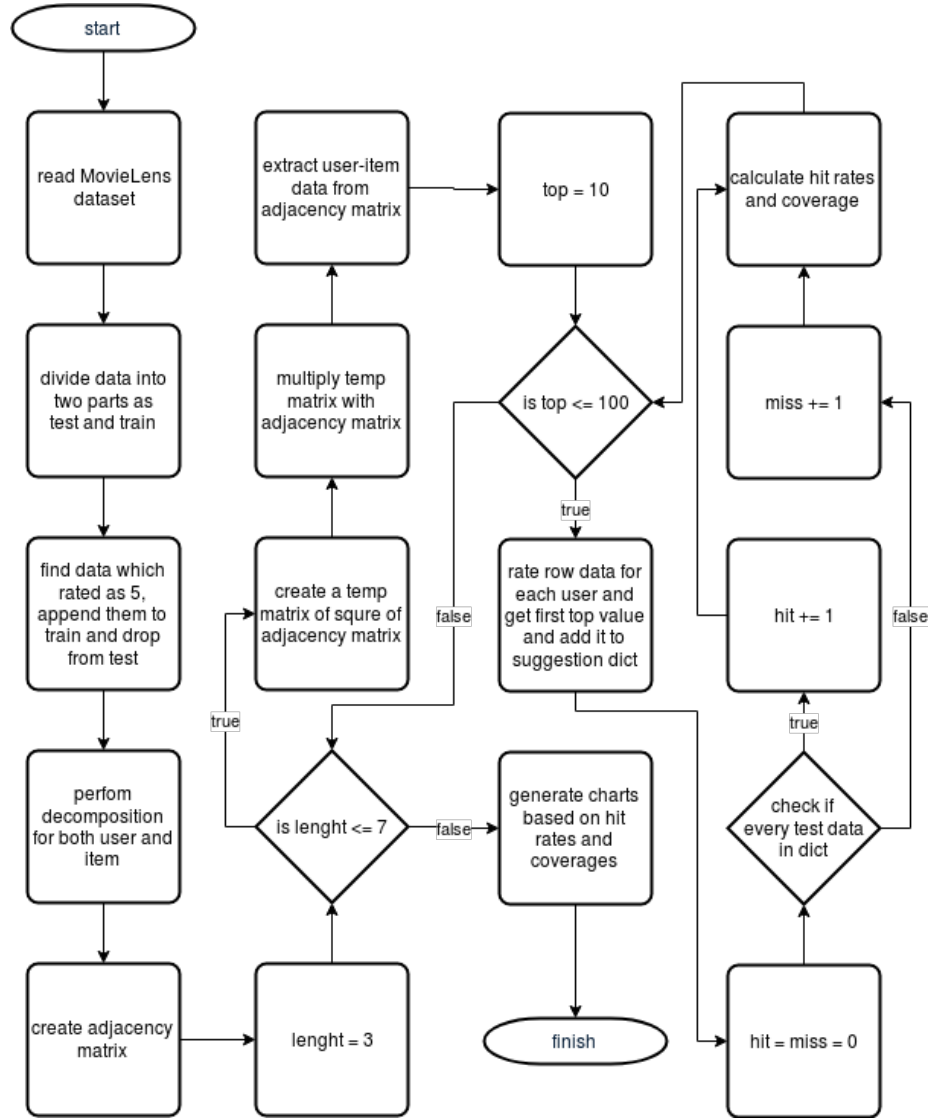 start
read MovieLens
dataset
divide data into
two parts as
test and train
find data which
rated as 5,
append them to
train and drop
from test
perfom
decomposition
for both user and
item
create adjacency
matrix
lenght = 3
is lenght <= 7
true
false
create a temp
matrix of squre of
adjacency matrix
multiply temp
matrix with
adjacency matrix
extract user-item
data from
adjacency matrix
top = 10
is top <= 100
true
false
rate row data for
each user and
get first top value
and add it to
suggestion dict
generate charts
based on hit
rates and
coverages
finish
hit = miss = 0
check if
every test data
in dict
true
false
hit += 1
miss += 1
calculate hit rates
and coverage